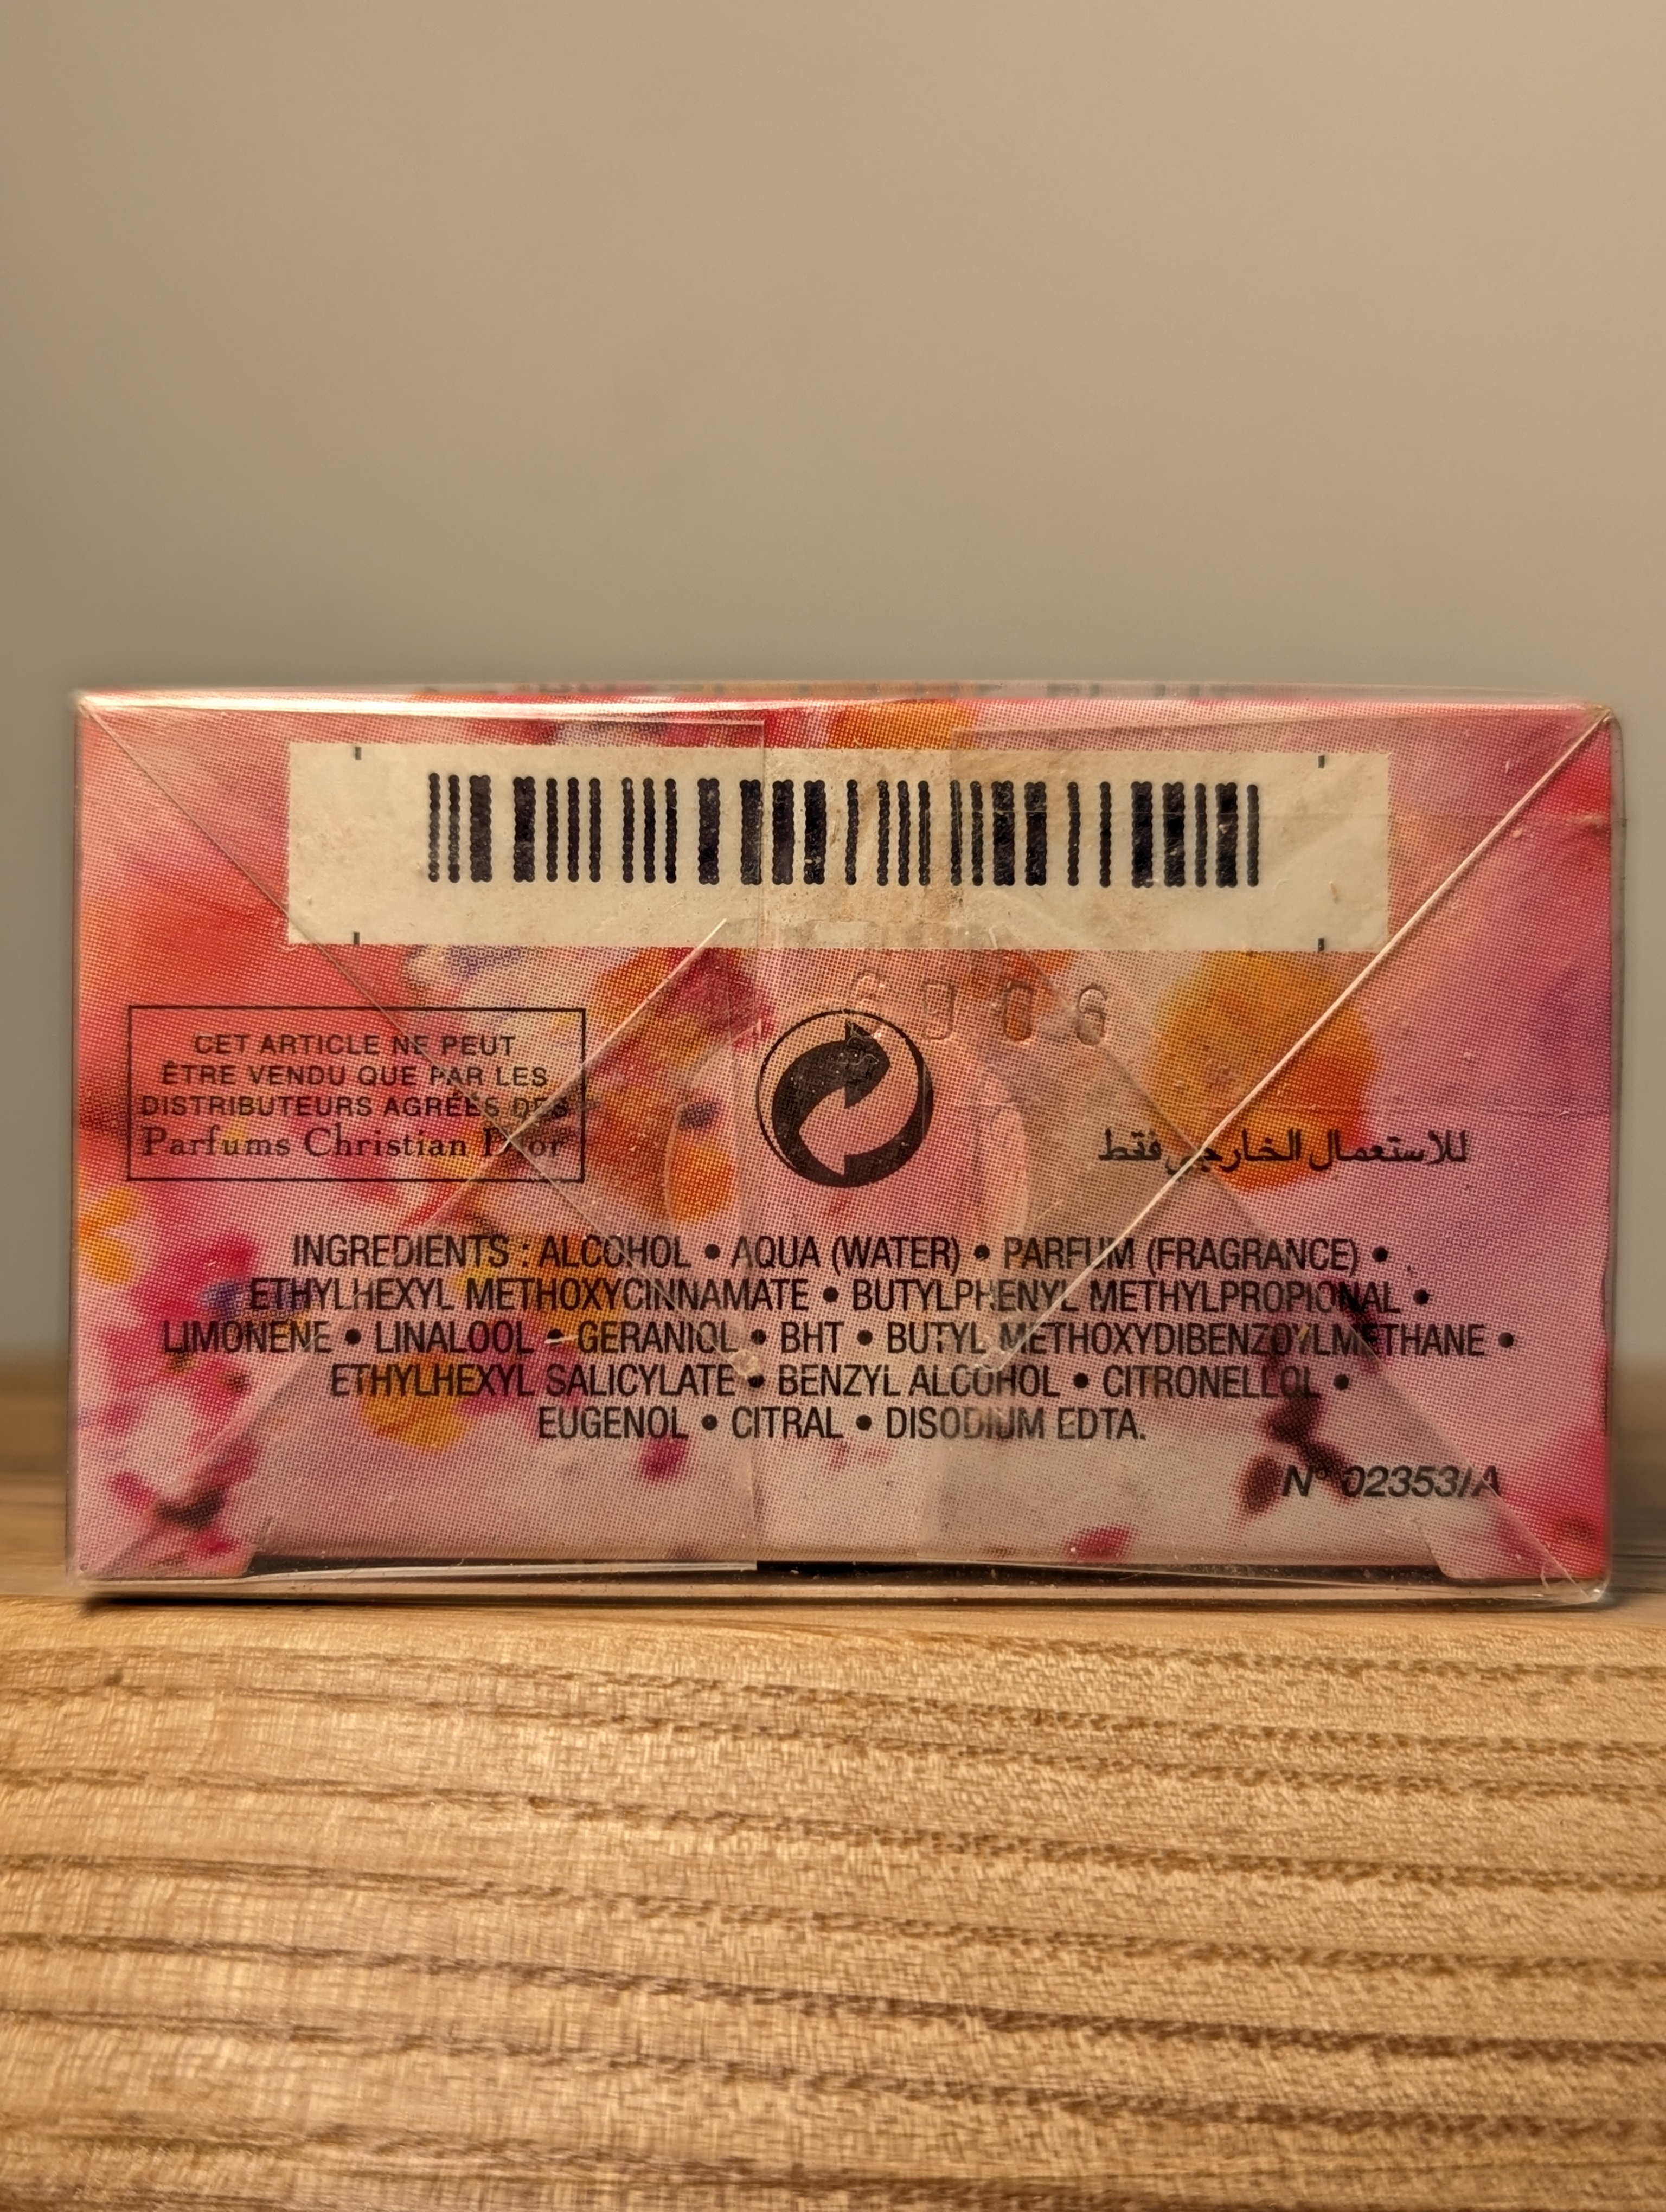 CET ARTICLE NE PEUT
ÊTRE VENDU QUE PAR LES
DISTRIBUTEURS AGRÉÉS DES
Parfums Christian Dior
للاستعمال الخارجي فقط
INGREDIENTS : ALCOHOL • AQUA (WATER) • PARFUM (FRAGRANCE) •
ETHYLHEXYL METHOXYCINNAMATE • BUTYLPHENYL METHYLPROPIONAL •
LIMONENE • LINALOOL • GERANIOL • BHT • BUTYL METHOXYDIBENZOYLMETHANE •
ETHYLHEXYL SALICYLATE • BENZYL ALCOHOL • CITRONELLOL •
EUGENOL • CITRAL • DISODIUM EDTA.
N° 02353/A